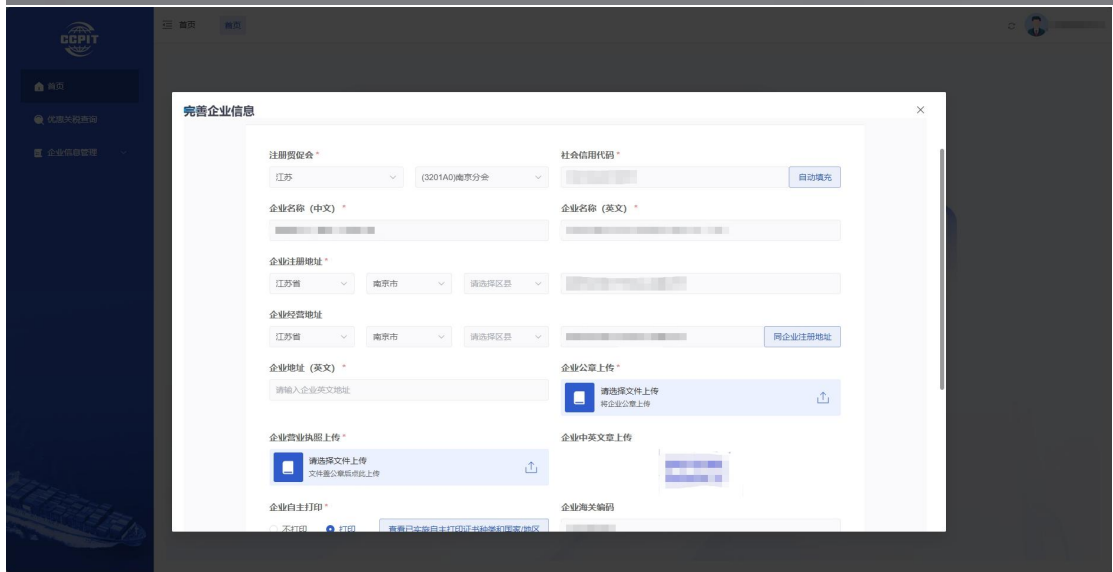 CCPIT
首页
首页
首页
优惠关税查询
企业信息管理
完善企业信息
注册贸促会 *
社会信用代码 *
江苏
(3201A0)南京分会
自动填充
企业名称 (中文) *
企业名称 (英文) *
企业注册地址 *
江苏省
南京市
请选择区县
企业经营地址
江苏省
南京市
请选择区县
同企业注册地址
企业地址 (英文) *
企业公章上传 *
请输入企业英文地址
请选择文件上传
将企业公章上传
企业营业执照上传 *
企业中英文章上传
请选择文件上传
文件盖公章后点此上传
企业自主打印 *
企业海关编码
不打印
打印
查看已实施自主打印证书种类和国家/地区